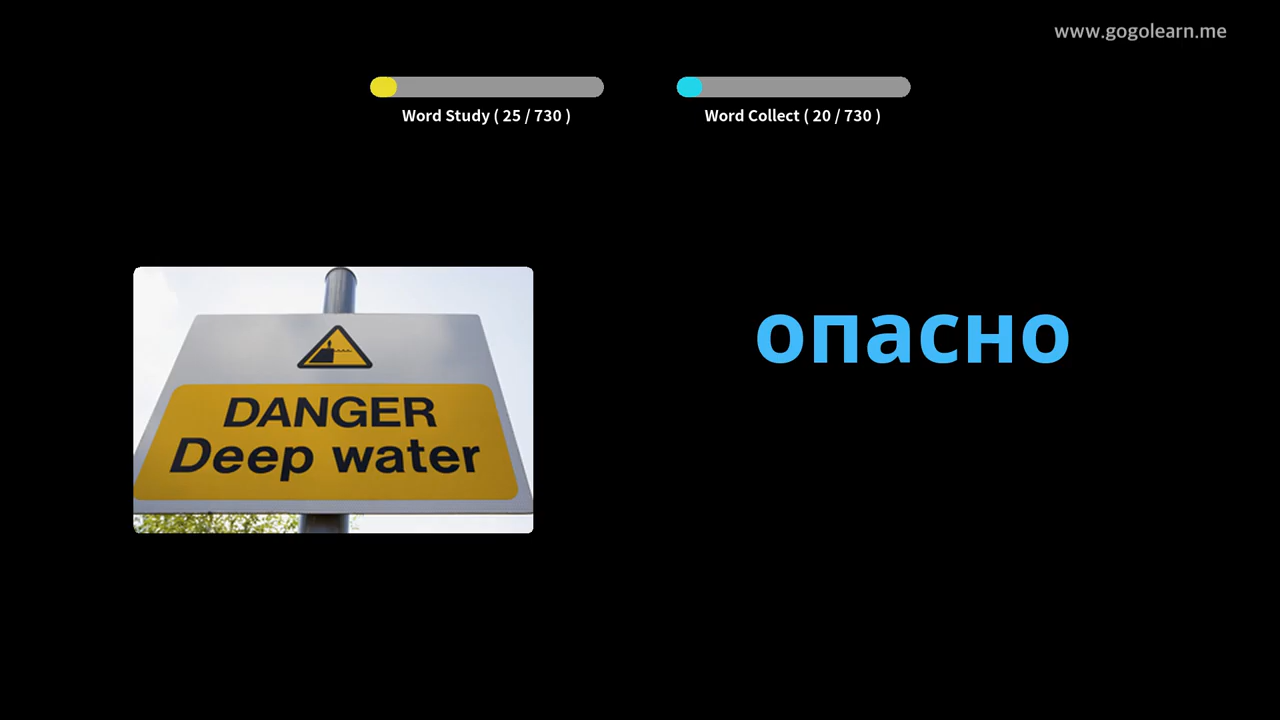 www.gogolearn.me
Word Study ( 25 / 730 )
Word Collect ( 20 / 730 )
опасно
DANGER
Deep water